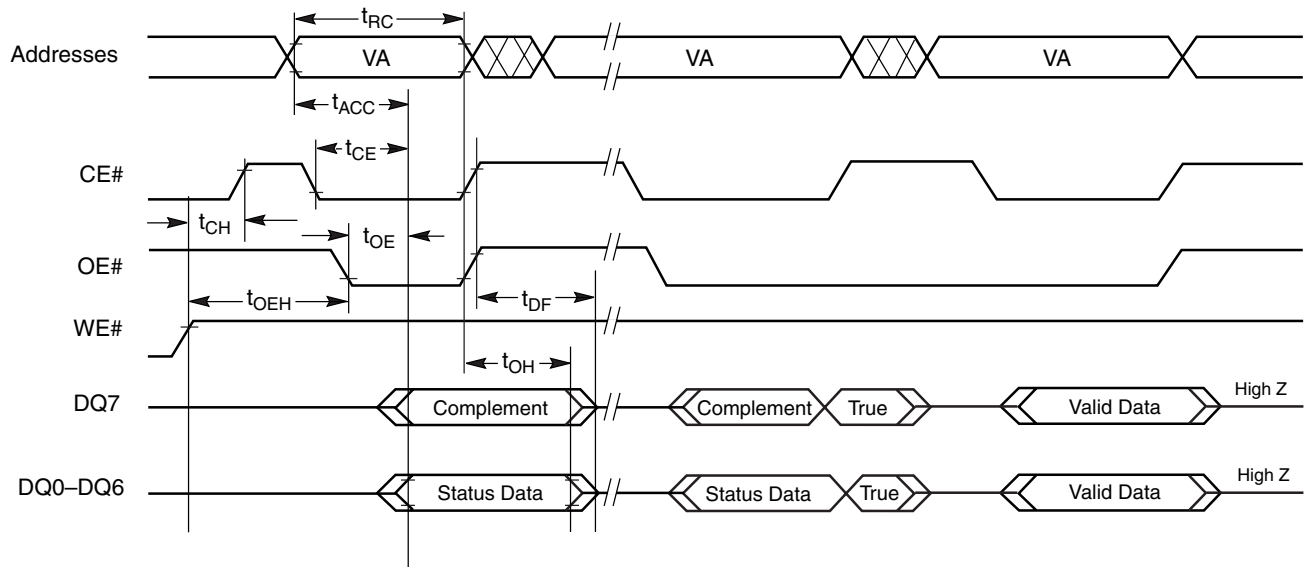 tRC
Addresses VA VA VA
tACC
tCE
CE#
tCH
tOE
OE#
tOEH
tDF
WE#
tOH
DQ7 Complement Complement True Valid Data High Z
DQ0–DQ6 Status Data Status Data True Valid Data High Z